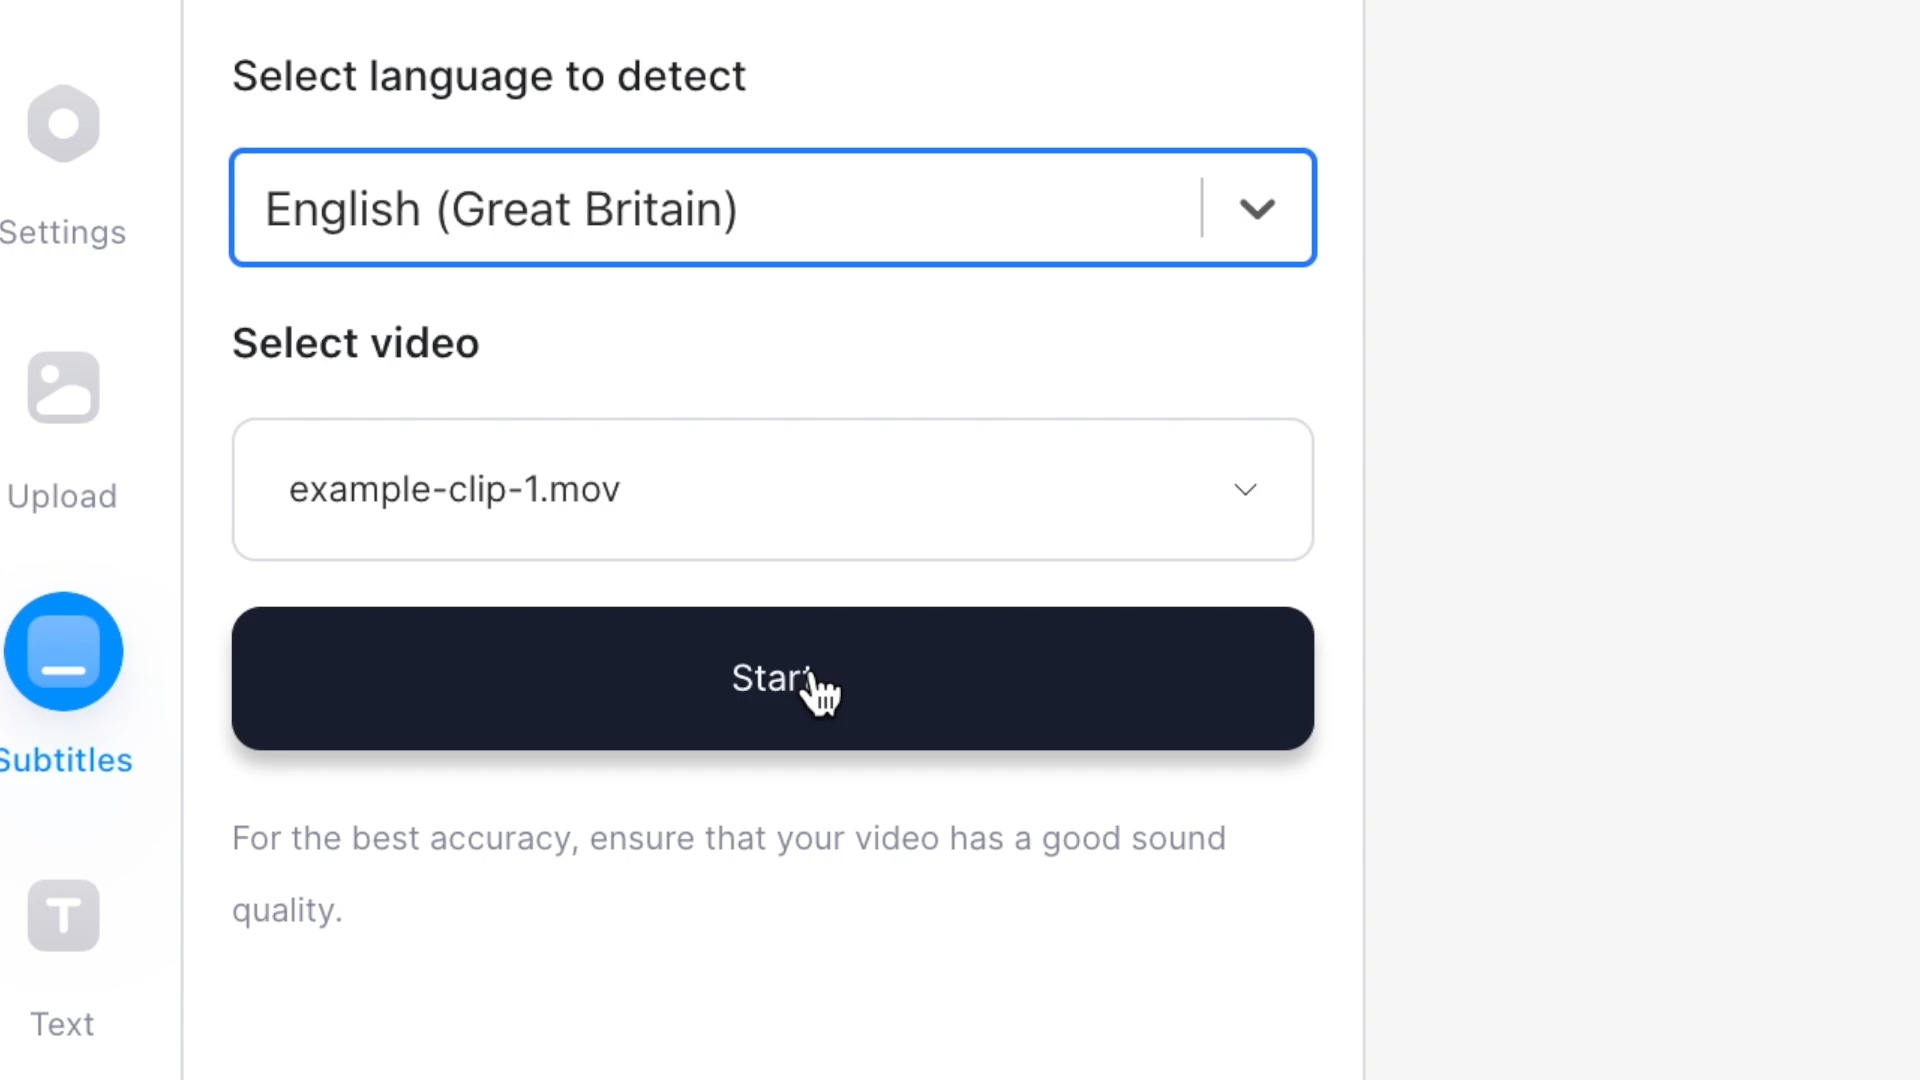 Select language to detect
English (Great Britain)
Settings
Select video
example-clip-1.mov
Upload
Start
Subtitles
For the best accuracy, ensure that your video has a good sound
quality.
T
Text